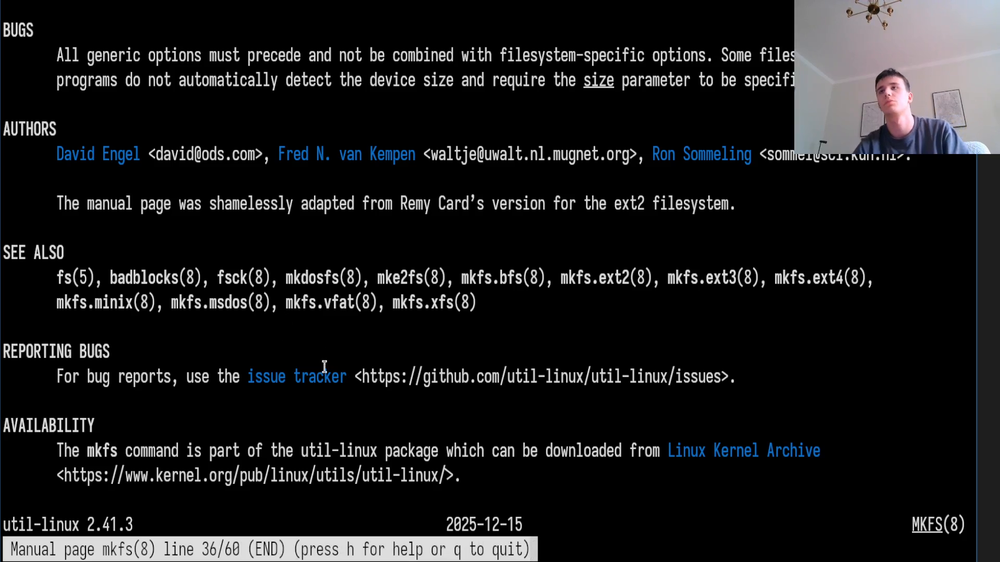 BUGS
All generic options must precede and not be combined with filesystem-specific options. Some
programs do not automatically detect the device size and require the size parameter to be
AUTHORS
David Engel <david@ods.com>, Fred N. van Kempen <waltje@uwalt.nl.mugnet.org>, Ron Sommeling
The manual page was shamelessly adapted from Remy Card’s version for the ext2 filesystem.
SEE ALSO
fs(5), badblocks(8), fsck(8), mkdosfs(8), mke2fs(8), mkfs.bfs(8), mkfs.ext2(8), mkfs.ext3(8), mkfs.ext4(8),
mkfs.minix(8), mkfs.msdos(8), mkfs.vfat(8), mkfs.xfs(8)
REPORTING BUGS
For bug reports, use the issue tracker <https://github.com/util-linux/util-linux/issues>.
AVAILABILITY
The mkfs command is part of the util-linux package which can be downloaded from Linux Kernel Archive
<https://www.kernel.org/pub/linux/utils/util-linux/>.
util-linux 2.41.3 2025-12-15 MKFS(8)
Manual page mkfs(8) line 36/60 (END) (press h for help or q to quit)